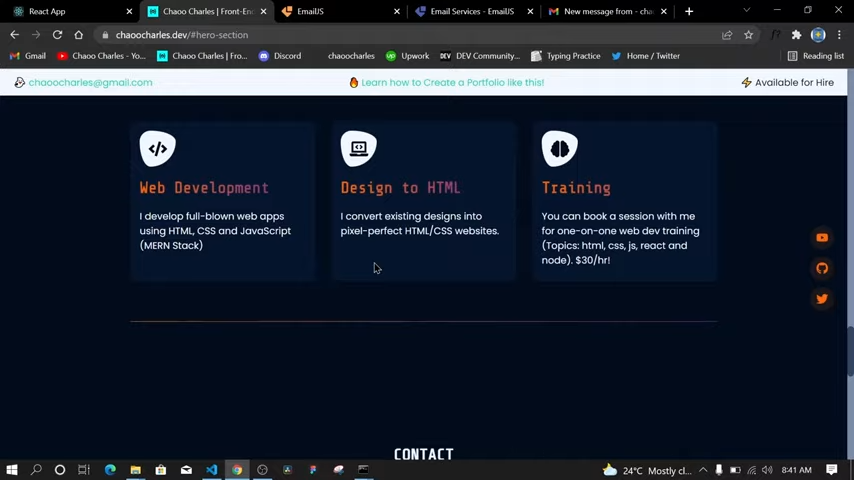 React App
Chaoo Charles | Front-En
EmailJS
Email Services - EmailJS
New message from - cha
chaoocharles.dev/#hero-section
Gmail
Chaoo Charles - Yo...
Chaoo Charles | Fro...
Discord
chaoocharles
Upwork
DEV Community...
Typing Practice
Home / Twitter
Reading list
chaoocharles@gmail.com
Learn how to Create a Portfolio like this!
Available for Hire
Web Development
I develop full-blown web apps
using HTML, CSS and JavaScript
(MERN Stack)
Design to HTML
I convert existing designs into
pixel-perfect HTML/CSS websites.
Training
You can book a session with me
for one-on-one web dev training
(Topics: html, css, js, react and
node). $30/hr!
CONTACT
24°C Mostly cl...
8:41 AM